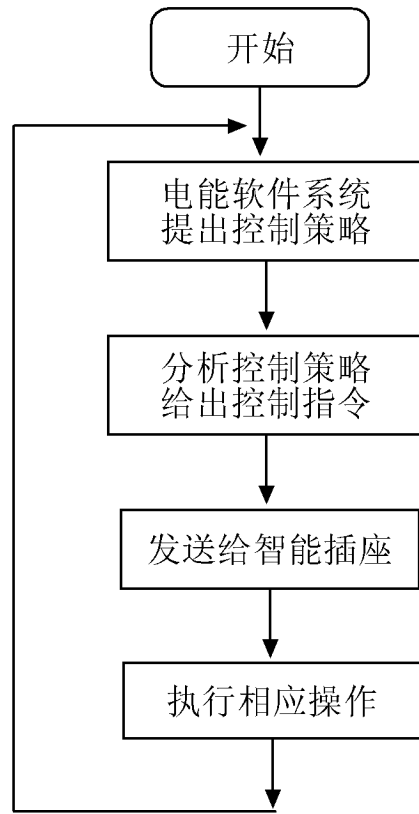 开始
电能软件系统
提出控制策略
分析控制策略
给出控制指令
发送给智能插座
执行相应操作